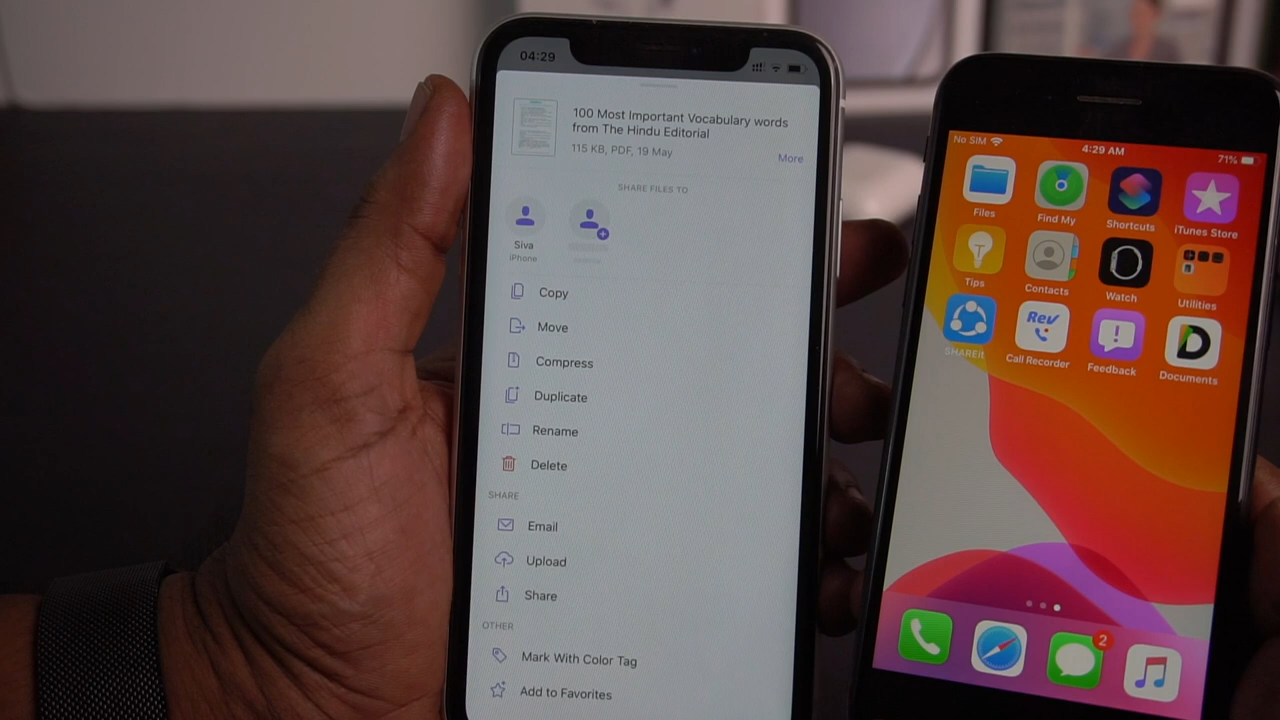 04:29
100 Most Important Vocabulary words
from The Hindu Editorial
115 KB, PDF, 19 May
More
SHARE FILES TO
Siva
iPhone
Copy
Move
Compress
Duplicate
Rename
Delete
SHARE
Email
Upload
Share
OTHER
Mark With Color Tag
Add to Favorites
No SIM
4:29 AM
71%
Files
Find My
Shortcuts
iTunes Store
Tips
Contacts
Watch
Utilities
Rev
SHAREit
Call Recorder
Feedback
Documents
2